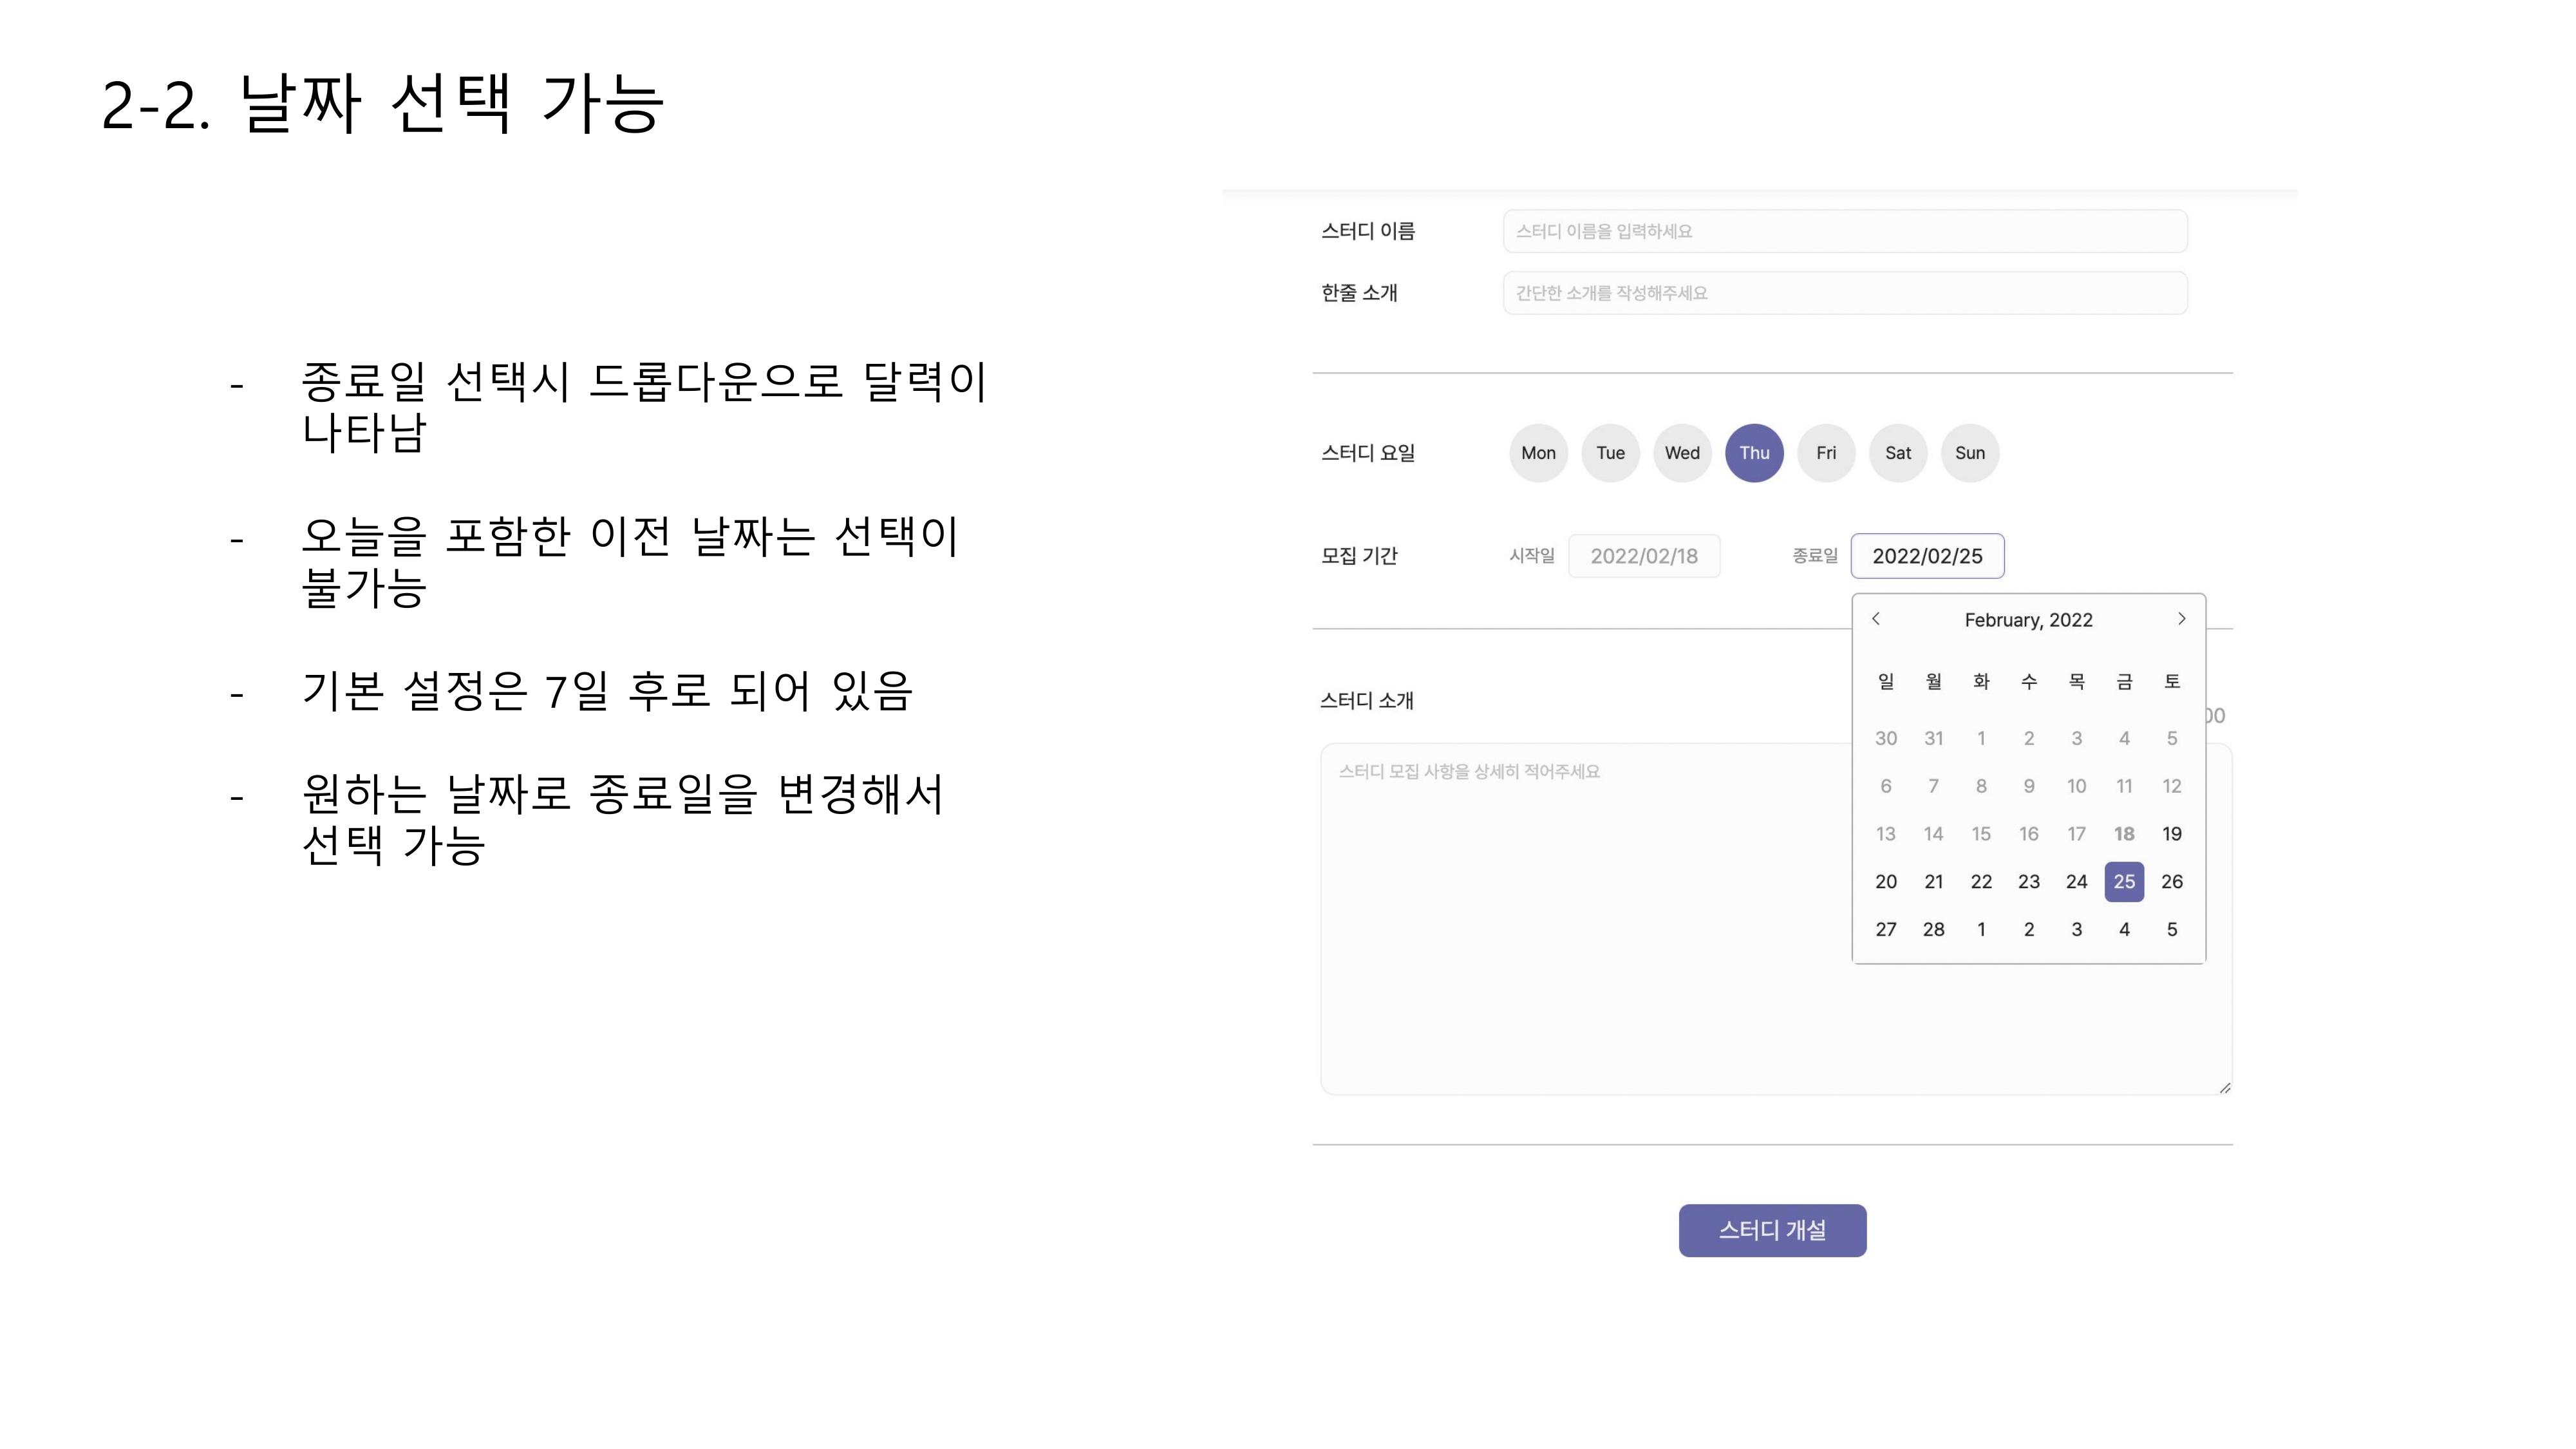 2-2. 날짜 선택 가능
- 종료일 선택시 드롭다운으로 달력이
나타남
- 오늘을 포함한 이전 날짜는 선택이
불가능
- 기본 설정은 7일 후로 되어 있음
- 원하는 날짜로 종료일을 변경해서
선택 가능
스터디 이름 스터디 이름을 입력하세요
한줄 소개 간단한 소개를 작성해주세요
스터디 요일 Mon Tue Wed Thu Fri Sat Sun
모집 기간 시작일 2022/02/18 종료일 2022/02/25
February, 2022
일 월 화 수 목 금 토
30 31 1 2 3 4 5
6 7 8 9 10 11 12
13 14 15 16 17 18 19
20 21 22 23 24 25 26
27 28 1 2 3 4 5
스터디 소개
스터디 모집 사항을 상세히 적어주세요
스터디 개설